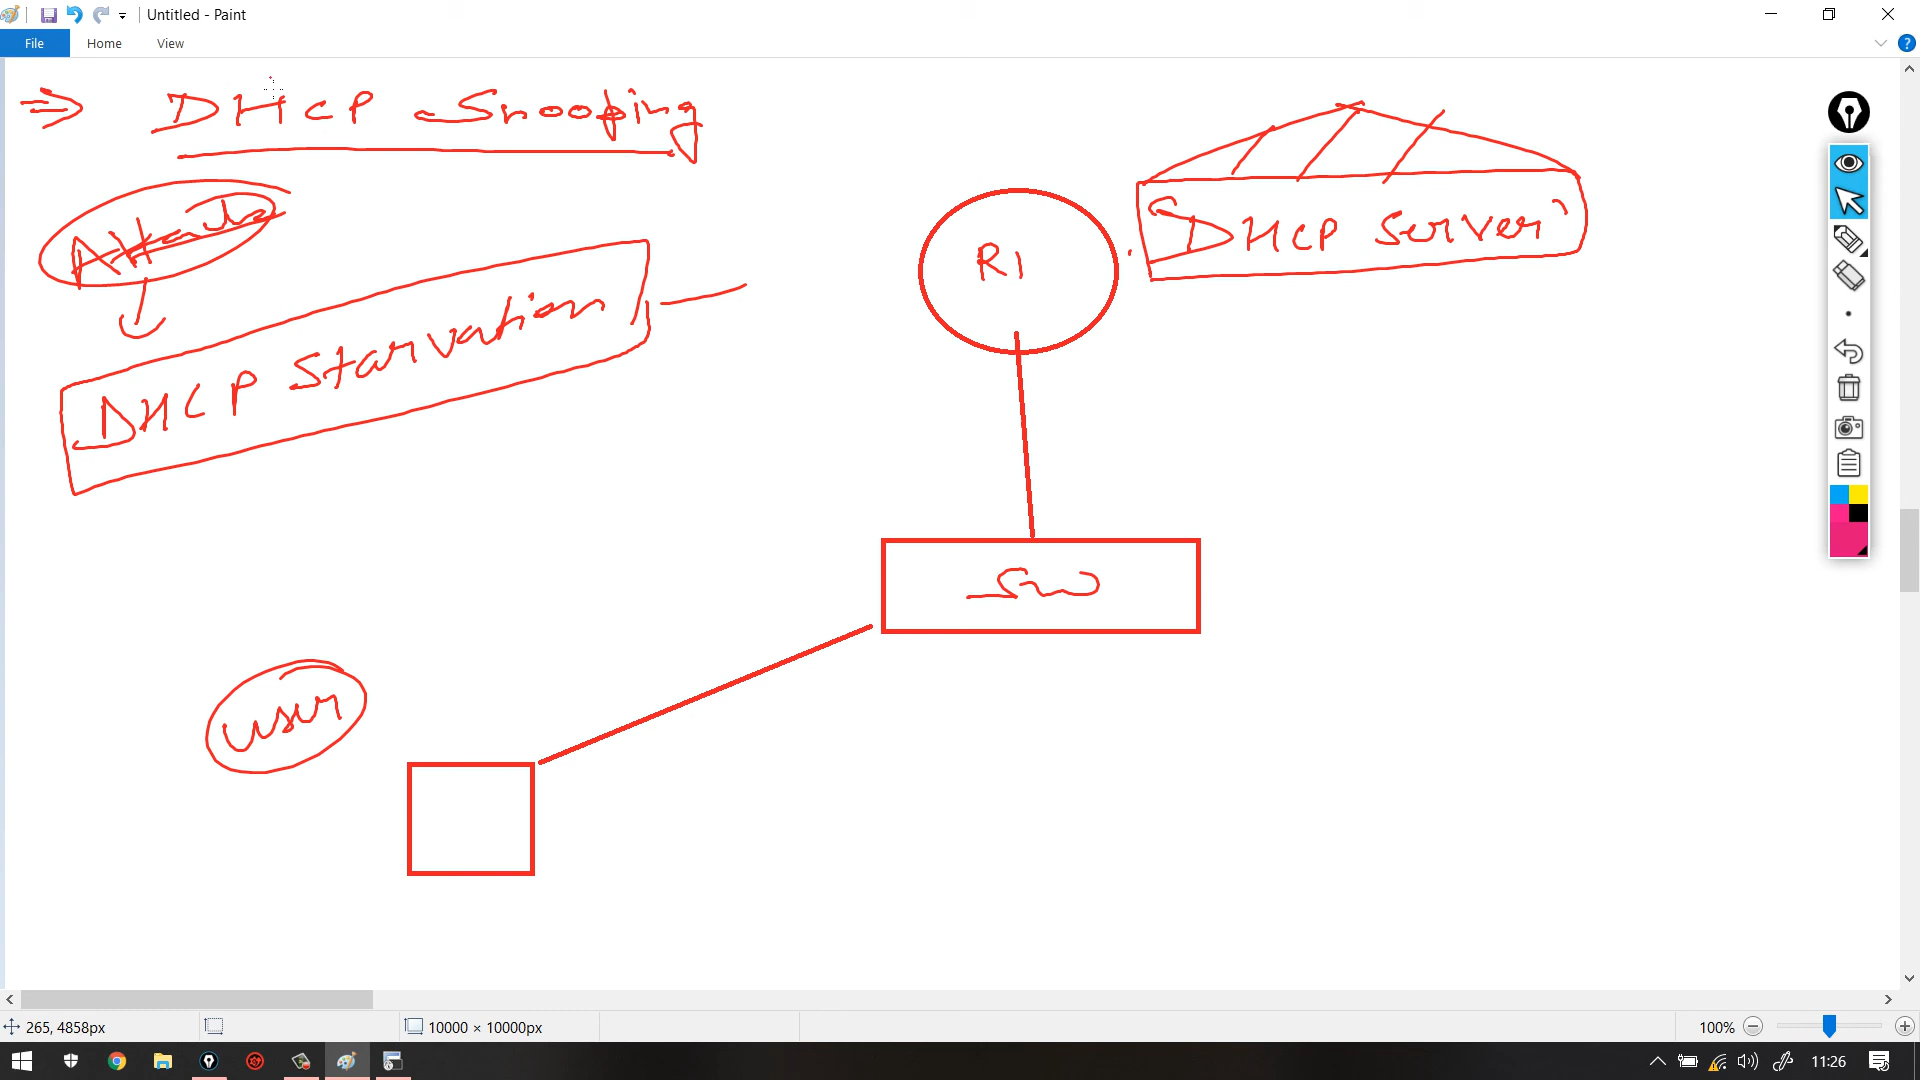 Untitled - Paint
File Home View
⇒ DHCP Snooping
Attack
DHCP Starvation
R1
"DHCP Server"
SW
user
265, 4858px
10000 × 10000px
100%
11:26